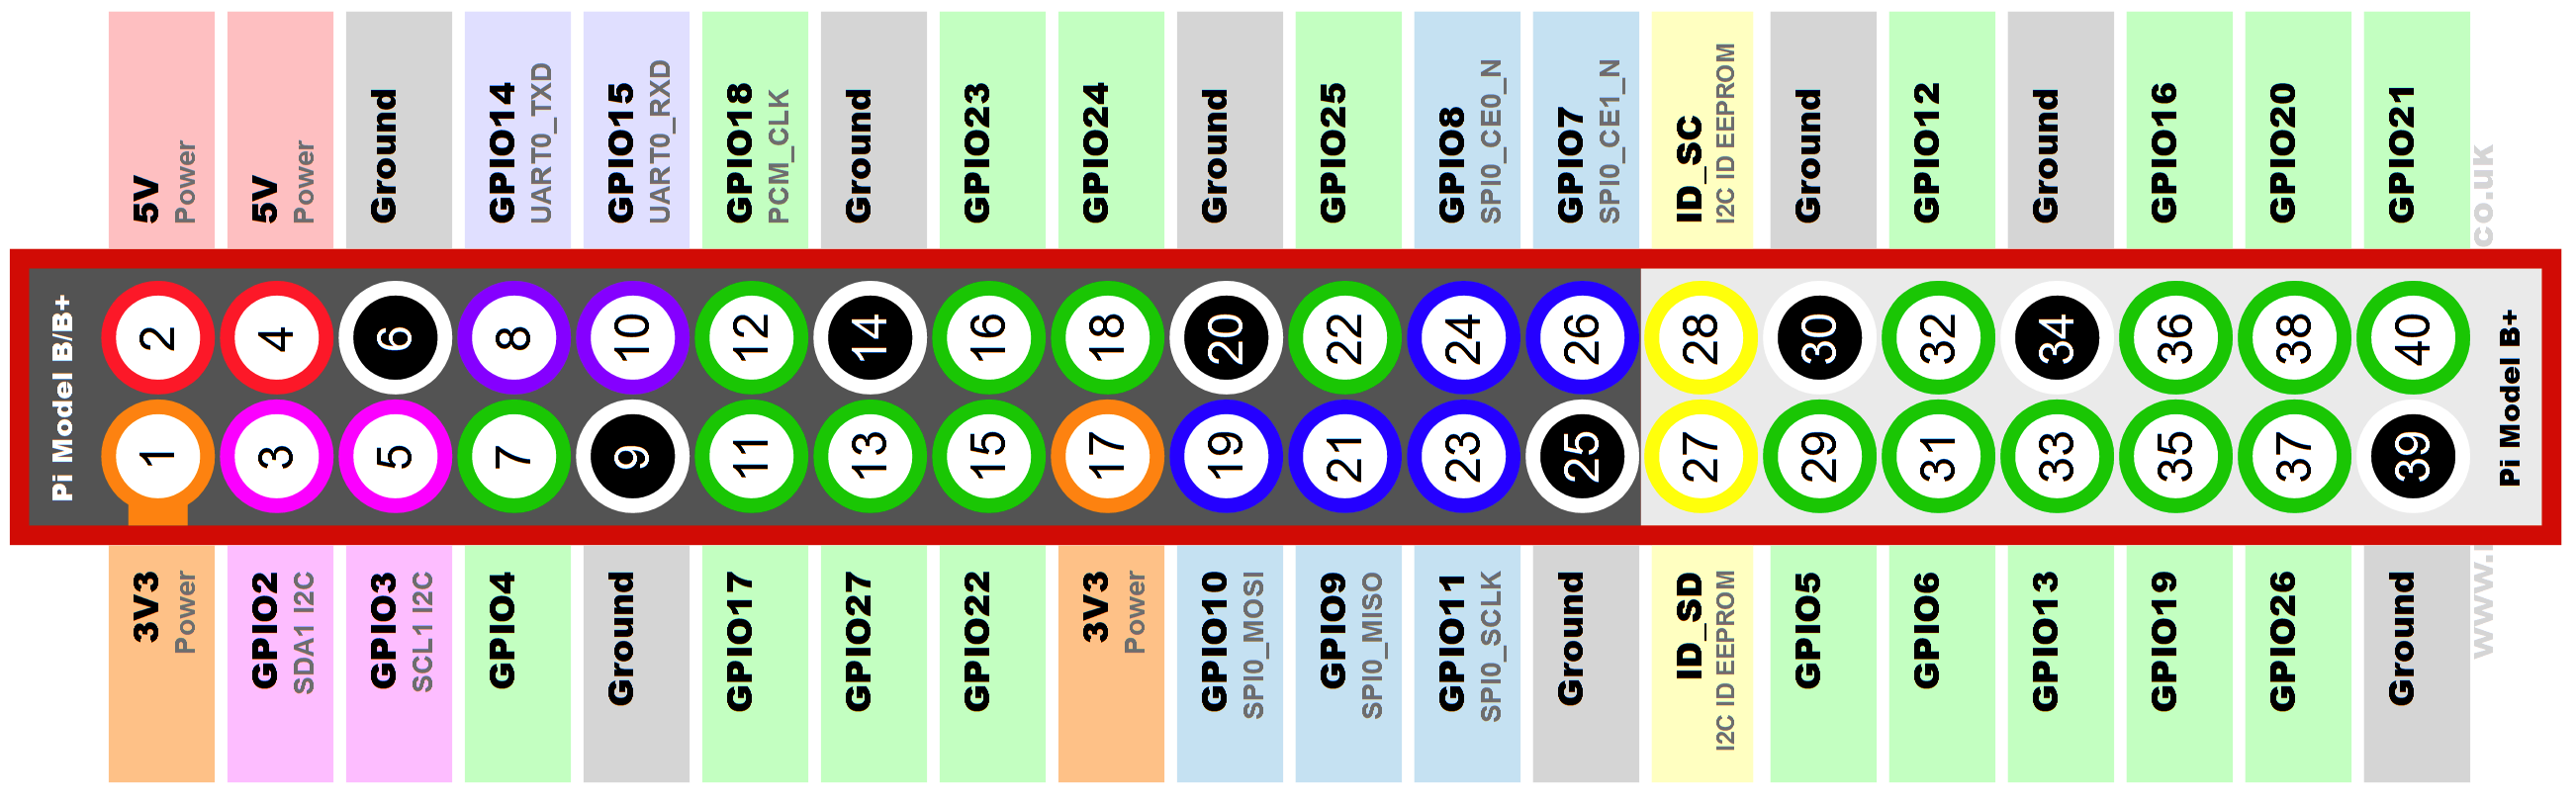 5V
Power
5V
Power
Ground
GPIO14
UART0_TXD
GPIO15
UART0_RXD
GPIO18
PCM_CLK
Ground
GPIO23
GPIO24
Ground
GPIO25
GPIO8
SPI0_CE0_N
GPIO7
SPI0_CE1_N
ID_SC
I2C ID EEPROM
Ground
GPIO12
Ground
GPIO16
GPIO20
GPIO21
Pi Model B/B+
2
4
6
8
10
12
14
16
18
20
22
24
26
28
30
32
34
36
38
40
1
3
5
7
9
11
13
15
17
19
21
23
25
27
29
31
33
35
37
39
Pi Model B+
3V3
Power
GPIO2
SDA1 I2C
GPIO3
SCL1 I2C
GPIO4
Ground
GPIO17
GPIO27
GPIO22
3V3
Power
GPIO10
SPI0_MOSI
GPIO9
SPI0_MISO
GPIO11
SPI0_SCLK
Ground
ID_SD
I2C ID EEPROM
GPIO5
GPIO6
GPIO13
GPIO19
GPIO26
Ground
www.
co.uk